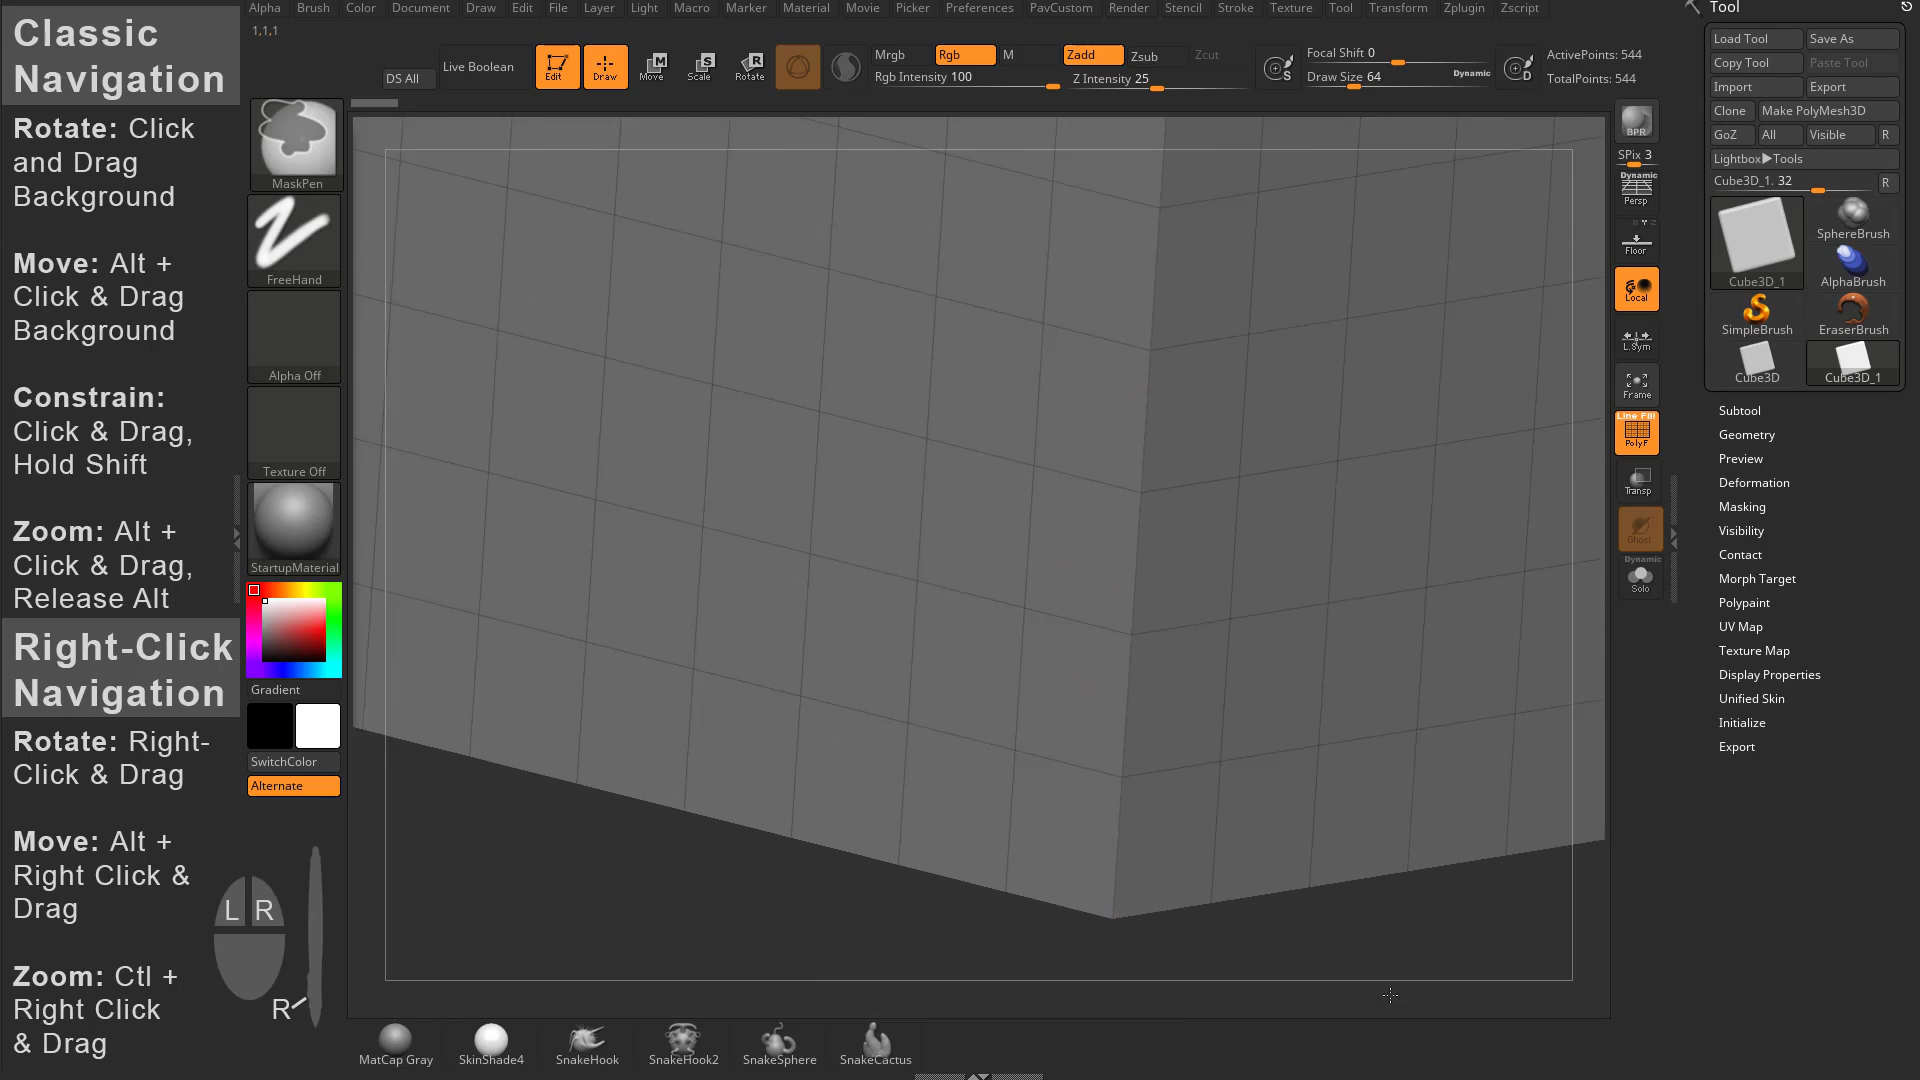 Classic
Navigation
Rotate: Click
and Drag
Background
Move: Alt +
Click & Drag
Background
Constrain:
Click & Drag,
Hold Shift
Zoom: Alt +
Click & Drag,
Release Alt
Right-Click
Navigation
Rotate: Right-
Click & Drag
Move: Alt +
Right Click &
Drag
Zoom: Ctl +
Right Click
& Drag
L R
R
Alpha Brush Color Document Draw Edit File Layer Light Macro Marker Material Movie Picker Preferences PavCustom Render Stencil Stroke Texture Tool Transform Zplugin Zscript
1,1,1
DS All
Live Boolean
Edit
Draw
Move
Scale
Rotate
Mrgb Rgb M
Rgb Intensity 100
Zadd Zsub Zcut
Z Intensity 25
S
Focal Shift 0
Draw Size 64 Dynamic
D
ActivePoints: 544
TotalPoints: 544
MaskPen
FreeHand
Alpha Off
Texture Off
StartupMaterial
Gradient
SwitchColor
Alternate
BPR
SPix 3
Dynamic
Persp
Floor
Local
L.Sym
Frame
Line Fill
PolyF
Transp
Ghost
Dynamic
Solo
Tool
Load Tool Save As
Copy Tool Paste Tool
Import Export
Clone Make PolyMesh3D
GoZ All Visible R
Lightbox▶Tools
Cube3D_1. 32 R
Cube3D_1
SphereBrush
AlphaBrush
SimpleBrush EraserBrush
Cube3D Cube3D_1
Subtool
Geometry
Preview
Deformation
Masking
Visibility
Contact
Morph Target
Polypaint
UV Map
Texture Map
Display Properties
Unified Skin
Initialize
Export
MatCap Gray SkinShade4 SnakeHook SnakeHook2 SnakeSphere SnakeCactus